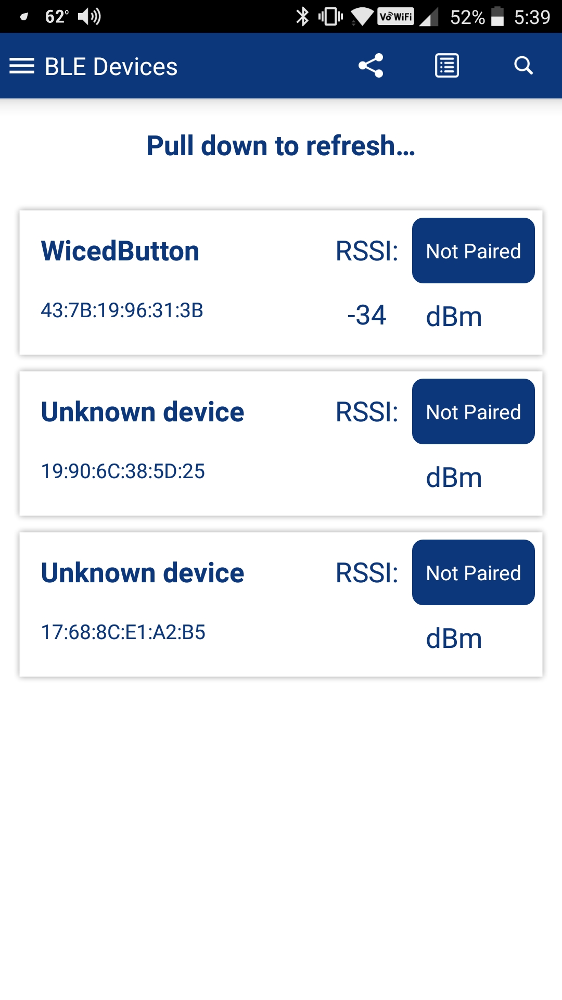 62° VoWiFi 52% 5:39
BLE Devices
Pull down to refresh...
WicedButton RSSI: Not Paired
43:7B:19:96:31:3B -34 dBm
Unknown device RSSI: Not Paired
19:90:6C:38:5D:25 dBm
Unknown device RSSI: Not Paired
17:68:8C:E1:A2:B5 dBm